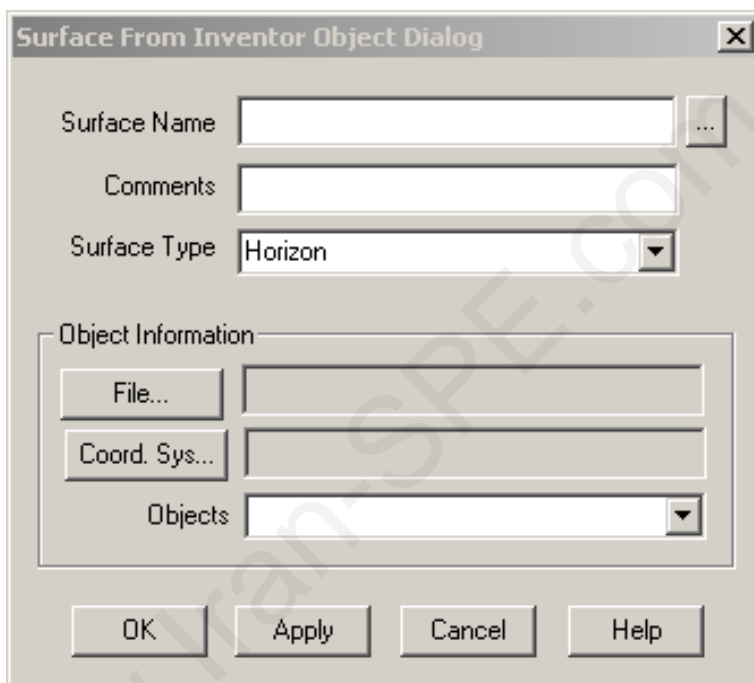 Surface From Inventor Object Dialog
Surface Name ...
Comments
Surface Type Horizon
Object Information
File...
Coord. Sys...
Objects
OK Apply Cancel Help
Iran-SPE.com